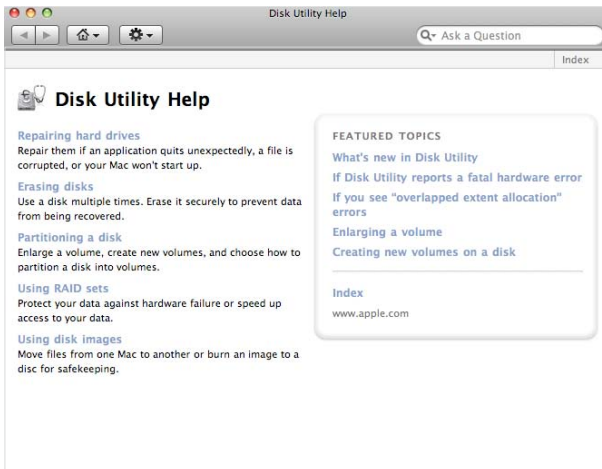 Disk Utility Help
Ask a Question
Index
Disk Utility Help
Repairing hard drives
Repair them if an application quits unexpectedly, a file is
corrupted, or your Mac won't start up.
Erasing disks
Use a disk multiple times. Erase it securely to prevent data
from being recovered.
Partitioning a disk
Enlarge a volume, create new volumes, and choose how to
partition a disk into volumes.
Using RAID sets
Protect your data against hardware failure or speed up
access to your data.
Using disk images
Move files from one Mac to another or burn an image to a
disc for safekeeping.
FEATURED TOPICS
What's new in Disk Utility
If Disk Utility reports a fatal hardware error
If you see "overlapped extent allocation"
errors
Enlarging a volume
Creating new volumes on a disk
Index
www.apple.com